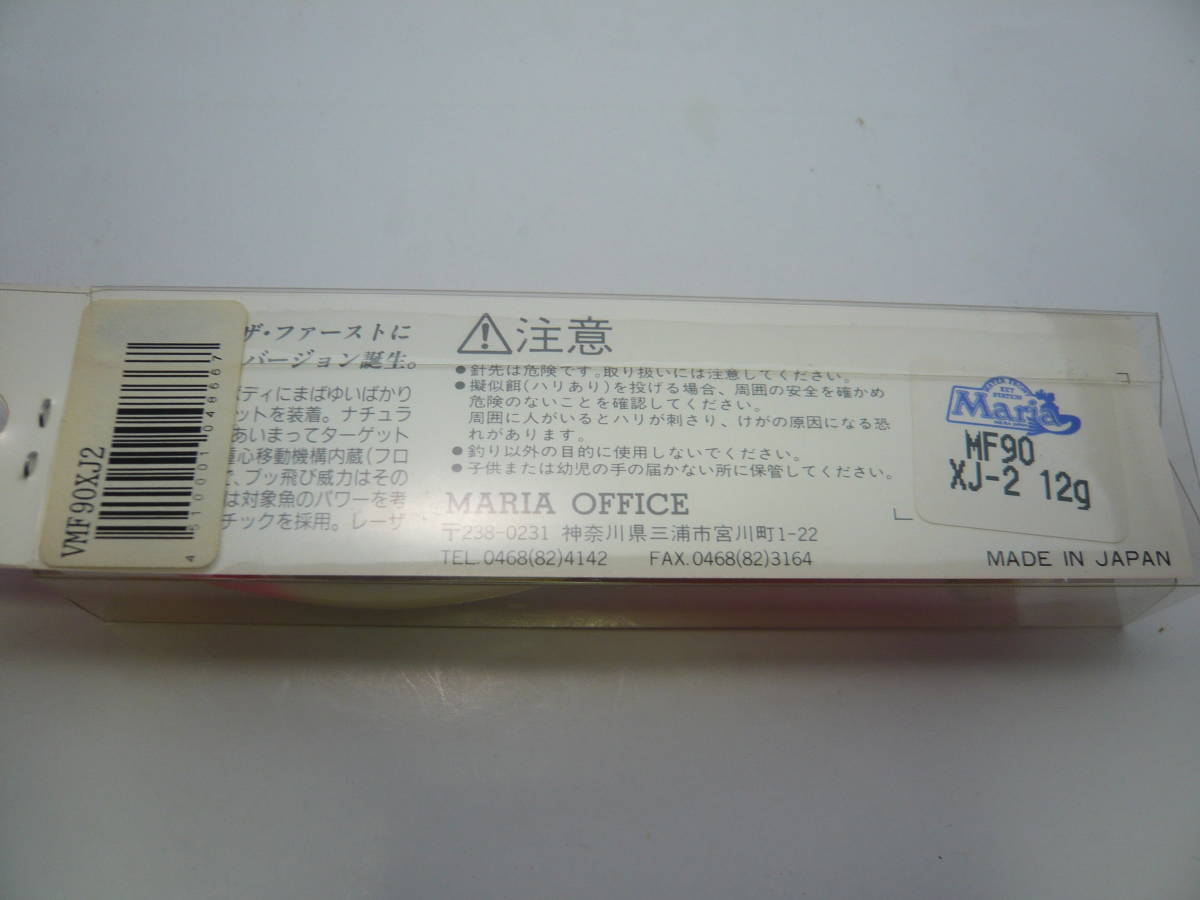 VMF90XJ2
4 510001 048667
ザ・ファーストに
バージョン誕生。
ボディにまばゆいばかり
ットを装着。ナチュラ
あいまってターゲット
重心移動機構内蔵(フロ
で、ブッ飛び威力はその
は対象魚のパワーを考
チックを採用。レーザ
注意
●針先は危険です。取り扱いには注意してください。
●擬似餌(ハリあり)を投げる場合、周囲の安全を確かめ
危険のないことを確認してください。
周囲に人がいるとハリが刺さり、けがの原因になる恐
れがあります。
●釣り以外の目的に使用しないでください。
●子供または幼児の手の届かない所に保管してください。
MARIA OFFICE
〒238-0231 神奈川県三浦市宮川町1-22
TEL.0468(82)4142 FAX.0468(82)3164
Maria
MF90
XJ-2 12g
MADE IN JAPAN